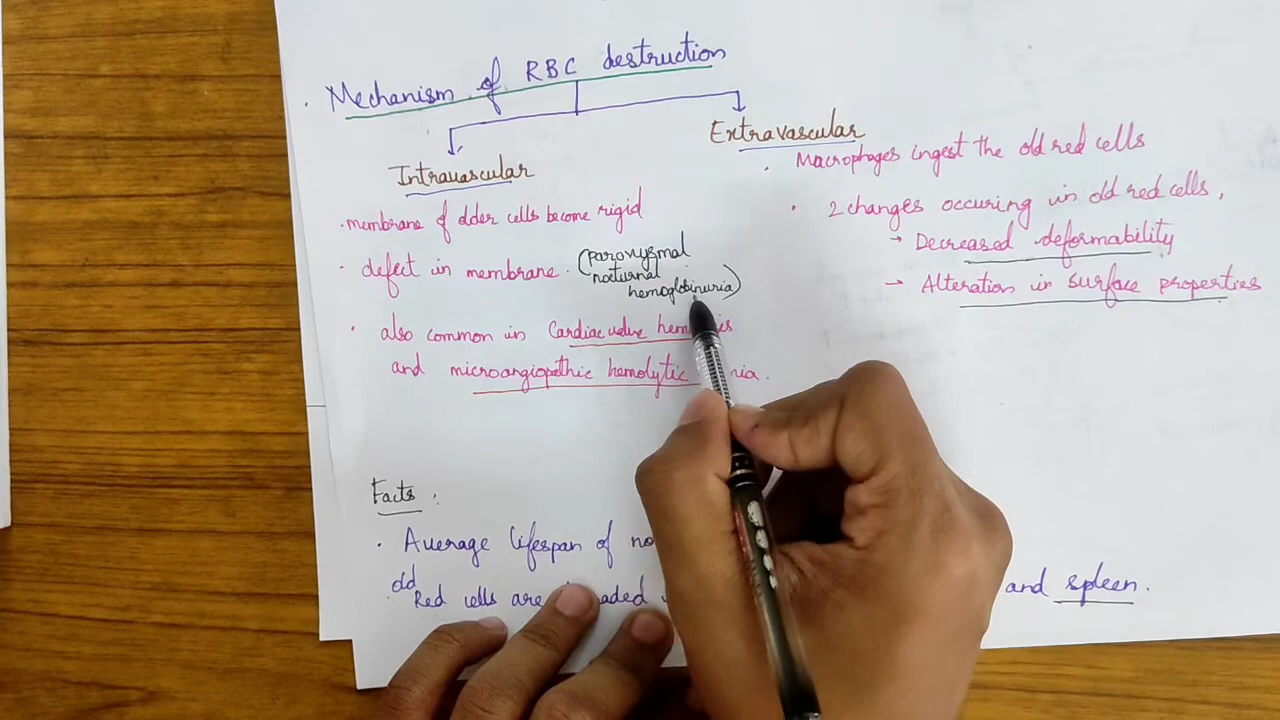 Mechanism of RBC destruction
Intravascular
. membrane of older cells become rigid
. defect in membrane. (paroxysmal
nocturnal
hemoglobinuria)
. also common in Cardiac valve
and microangiopathic hemolytic
Extravascular
. Macrophages ingest the old red cells
. 2 changes occuring in old red cells,
→ Decreased deformability
→ Alteration in surface properties
Facts :
. Average lifespan of
. old Red cells are and spleen.